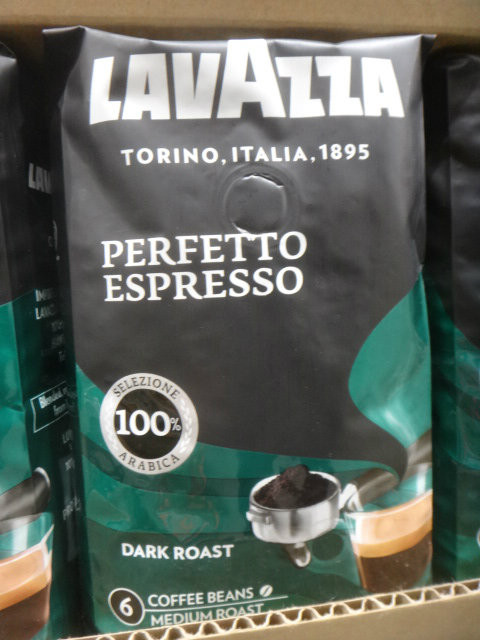 LAVAZZA
TORINO, ITALIA, 1895
PERFETTO
ESPRESSO
SELEZIONE
100%
ARABICA
DARK ROAST
6 COFFEE BEANS
MEDIUM ROAST